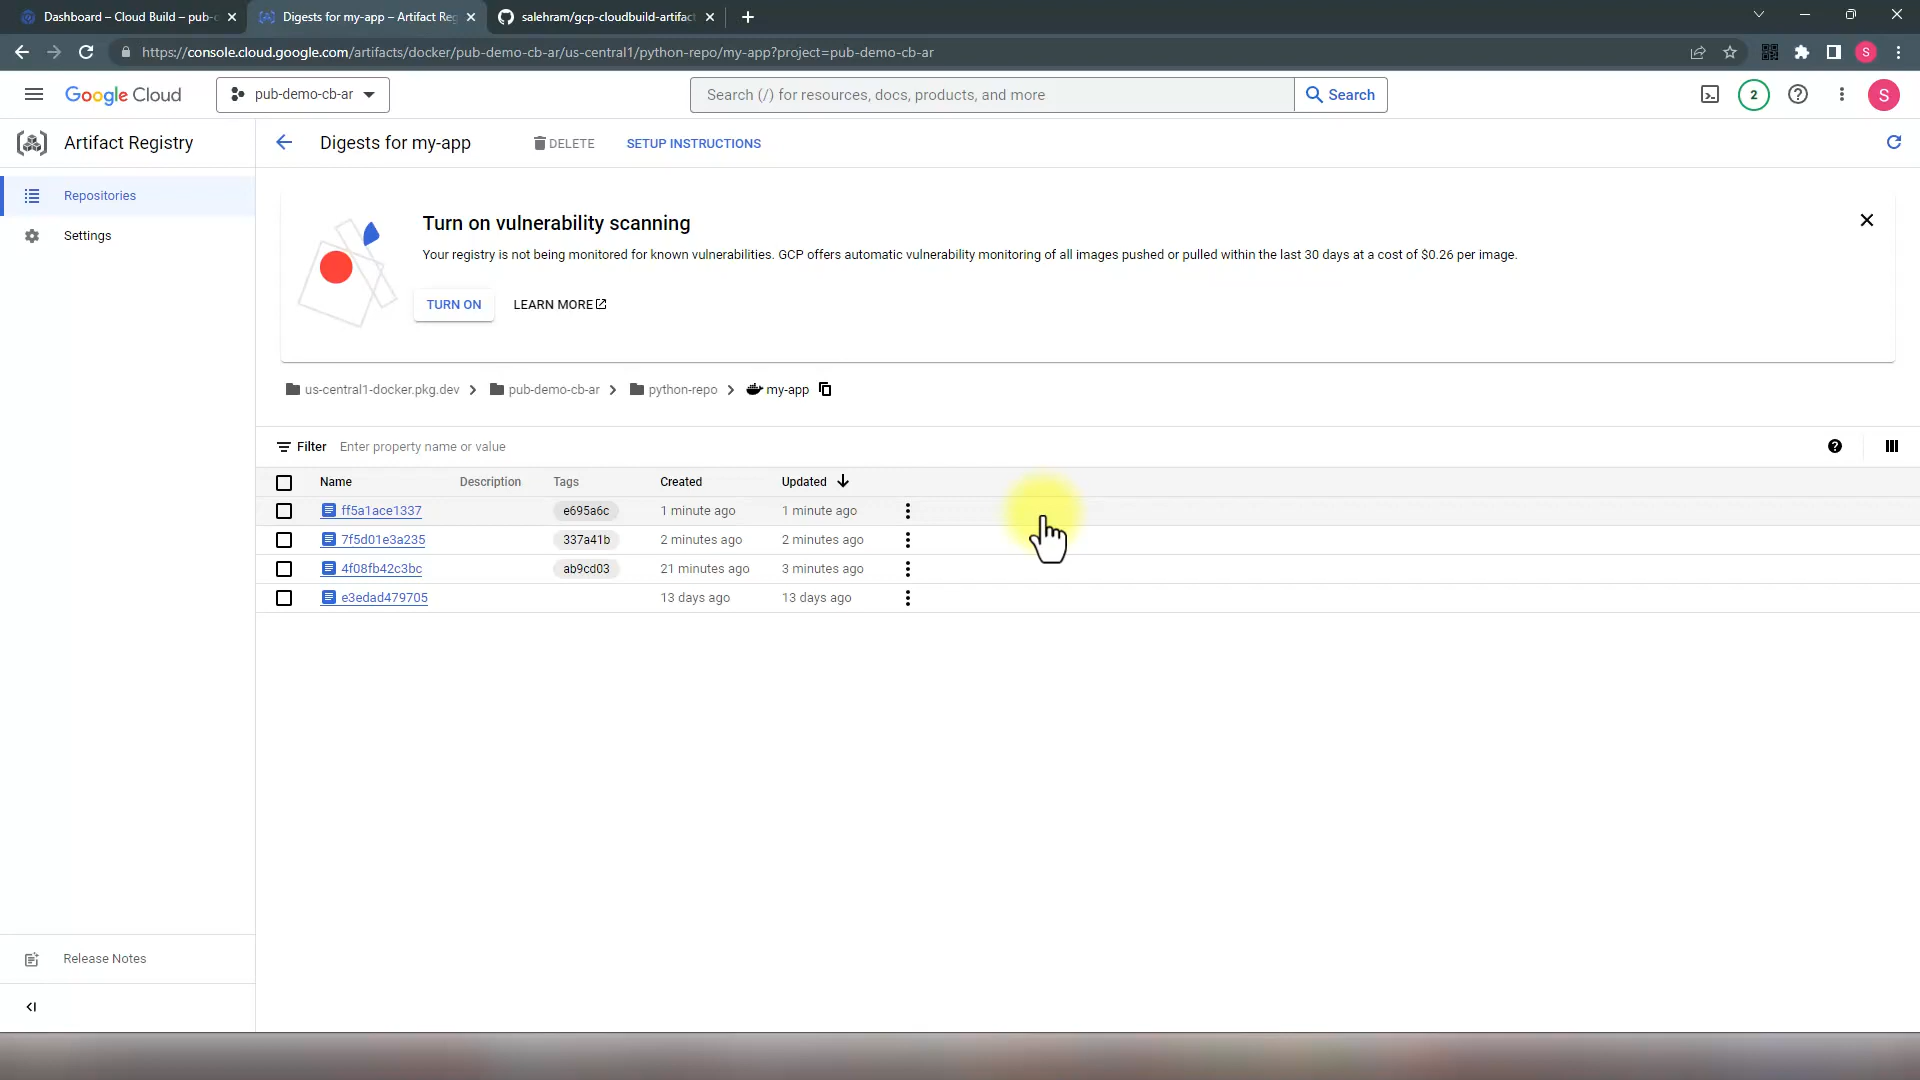 Dashboard – Cloud Build – pub-c
Digests for my-app – Artifact Reg
salehram/gcp-cloudbuild-artifact
https://console.cloud.google.com/artifacts/docker/pub-demo-cb-ar/us-central1/python-repo/my-app?project=pub-demo-cb-ar
S
Google Cloud
pub-demo-cb-ar
Search (/) for resources, docs, products, and more
Search
2
S
Artifact Registry
Digests for my-app
DELETE
SETUP INSTRUCTIONS
Repositories
Settings
Turn on vulnerability scanning
Your registry is not being monitored for known vulnerabilities. GCP offers automatic vulnerability monitoring of all images pushed or pulled within the last 30 days at a cost of $0.26 per image.
TURN ON
LEARN MORE
us-central1-docker.pkg.dev
pub-demo-cb-ar
python-repo
my-app
Filter Enter property name or value
Name Description Tags Created Updated
ff5a1ace1337 e695a6c 1 minute ago 1 minute ago
7f5d01e3a235 337a41b 2 minutes ago 2 minutes ago
4f08fb42c3bc ab9cd03 21 minutes ago 3 minutes ago
e3edad479705 13 days ago 13 days ago
Release Notes